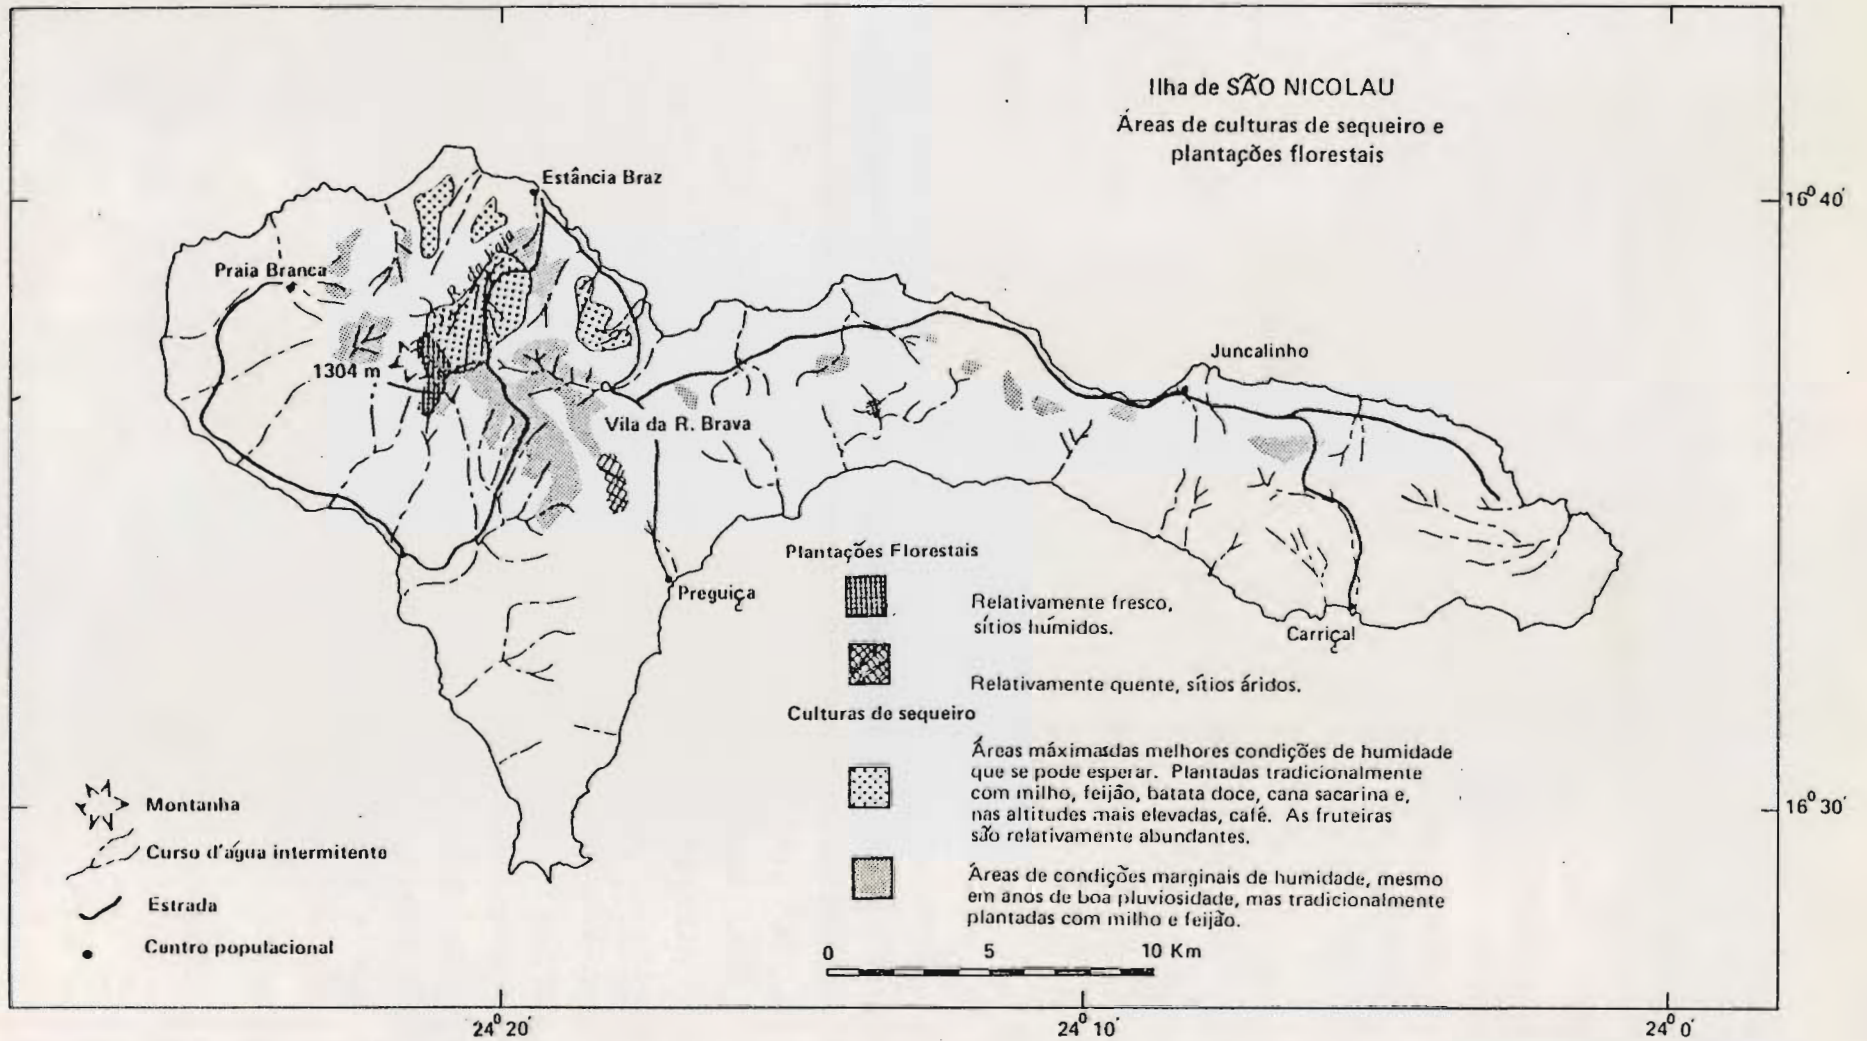 Ilha de SÃO NICOLAU
Áreas de culturas de sequeiro e
plantações florestais
Estância Braz
16° 40'
R. da
Praia Branca
Juncalinho
1304 m
Vila da R. Brava
Plantações Florestais
Preguiça
Relativamente fresco,
sítios húmidos.
Carriçal
Relativamente quente, sítios áridos.
Culturas de sequeiro
Áreas máximas das melhores condições de humidade
que se pode esperar. Plantadas tradicionalmente
com milho, feijão, batata doce, cana sacarina e,
nas altitudes mais elevadas, café. As fruteiras
são relativamente abundantes.
16° 30'
Montanha
Curso d'água intermitente
Áreas de condições marginais de humidade, mesmo
em anos de boa pluviosidade, mas tradicionalmente
plantadas com milho e feijão.
Estrada
Centro populacional
0 5 10 Km
24° 20' 24° 10' 24° 0'